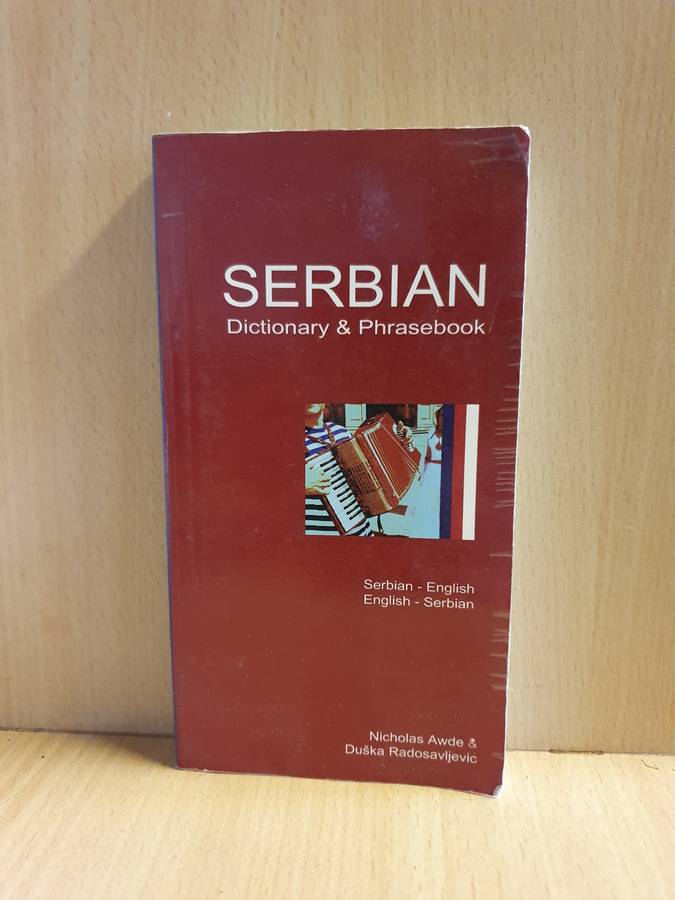 SERBIAN
Dictionary & Phrasebook
Serbian - English
English - Serbian
Nicholas Awde &
Duška Radosavljevic